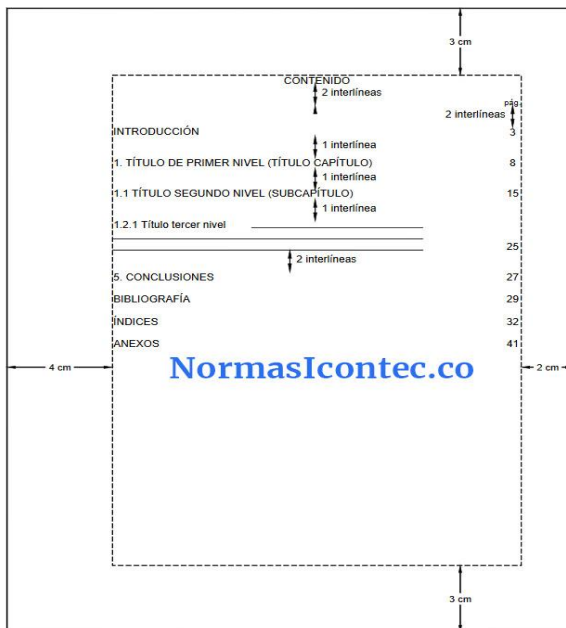 3 cm
CONTENIDO
2 interlíneas
pág.
2 interlíneas
INTRODUCCIÓN 3
1 interlínea
1. TÍTULO DE PRIMER NIVEL (TÍTULO CAPÍTULO) 8
1 interlínea
1.1 TÍTULO SEGUNDO NIVEL (SUBCAPÍTULO) 15
1 interlínea
1.2.1 Título tercer nivel
25
2 interlíneas
5. CONCLUSIONES 27
BIBLIOGRAFÍA 29
ÍNDICES 32
ANEXOS 41
4 cm NormasIcontec.co 2 cm
3 cm